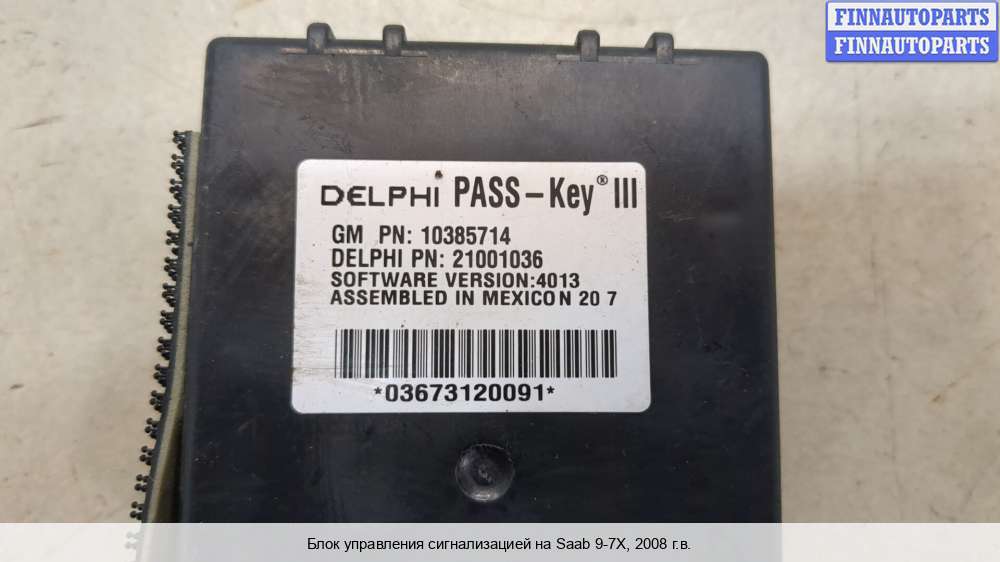 FINNAUTOPARTS
FINNAUTOPARTS
DELPHI PASS-Key® III
GM PN: 10385714
DELPHI PN: 21001036
SOFTWARE VERSION:4013
ASSEMBLED IN MEXICO N 20 7
*03673120091*
Блок управления сигнализацией на Saab 9-7X, 2008 г.в.